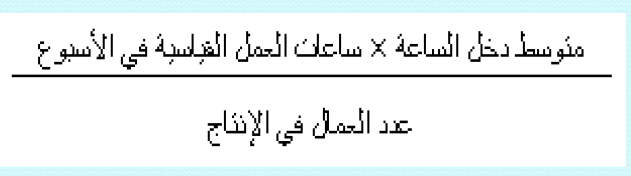 متوسط دخل الساعة × ساعات العمل القياسية في الأسبوع
عدد العمال في الإنتاج